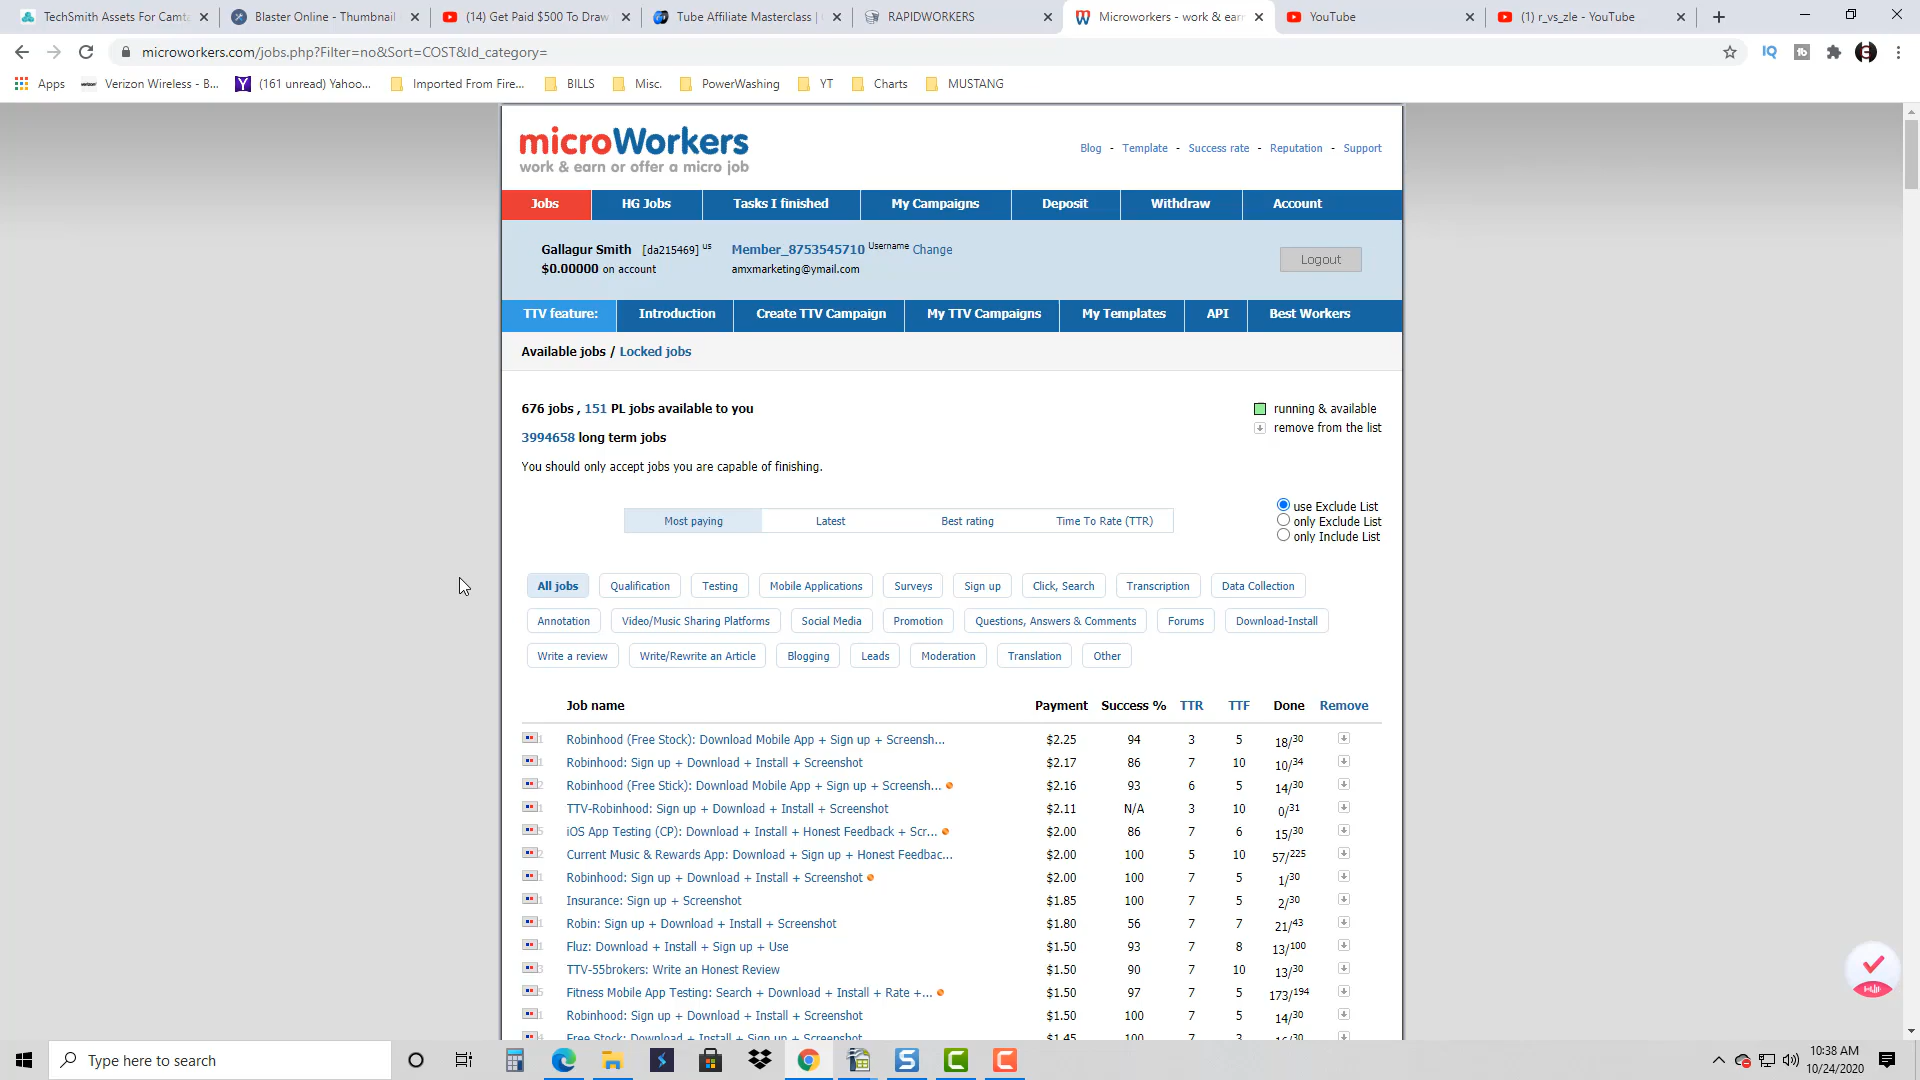 TechSmith Assets For Camta
Blaster Online - Thumbnail
(14) Get Paid $500 To Draw
Tube Affiliate Masterclass |
RAPIDWORKERS
Microworkers - work & earn
YouTube
(1) r_vs_zle - YouTube
microworkers.com/jobs.php?Filter=no&Sort=COST&Id_category=
Apps
Verizon Wireless - B...
(161 unread) Yahoo...
Imported From Fire...
BILLS
Misc.
PowerWashing
YT
Charts
MUSTANG
microWorkers
work & earn or offer a micro job
Blog - Template - Success rate - Reputation - Support
Jobs HG Jobs Tasks I finished My Campaigns Deposit Withdraw Account
Gallagur Smith [da215469] us Member_8753545710 Username Change
$0.00000 on account amxmarketing@ymail.com
Logout
TTV feature: Introduction Create TTV Campaign My TTV Campaigns My Templates API Best Workers
Available jobs / Locked jobs
676 jobs , 151 PL jobs available to you
running & available
remove from the list
3994658 long term jobs
You should only accept jobs you are capable of finishing.
use Exclude List
only Exclude List
only Include List
Most paying Latest Best rating Time To Rate (TTR)
All jobs Qualification Testing Mobile Applications Surveys Sign up Click, Search Transcription Data Collection
Annotation Video/Music Sharing Platforms Social Media Promotion Questions, Answers & Comments Forums Download-Install
Write a review Write/Rewrite an Article Blogging Leads Moderation Translation Other
Job name Payment Success % TTR TTF Done Remove
Robinhood (Free Stock): Download Mobile App + Sign up + Screensh... $2.25 94 3 5 18/30
Robinhood: Sign up + Download + Install + Screenshot $2.17 86 7 10 10/34
Robinhood (Free Stick): Download Mobile App + Sign up + Screensh... $2.16 93 6 5 14/30
TTV-Robinhood: Sign up + Download + Install + Screenshot $2.11 N/A 3 10 0/31
iOS App Testing (CP): Download + Install + Honest Feedback + Scr... $2.00 86 7 6 15/30
Current Music & Rewards App: Download + Sign up + Honest Feedbac... $2.00 100 5 10 57/225
Robinhood: Sign up + Download + Install + Screenshot $2.00 100 7 5 1/30
Insurance: Sign up + Screenshot $1.85 100 7 5 2/30
Robin: Sign up + Download + Install + Screenshot $1.80 56 7 7 21/43
Fluz: Download + Install + Sign up + Use $1.50 93 7 8 13/100
TTV-55brokers: Write an Honest Review $1.50 90 7 10 13/30
Fitness Mobile App Testing: Search + Download + Install + Rate +... $1.50 97 7 5 173/194
Robinhood: Sign up + Download + Install + Screenshot $1.50 100 7 5 14/30
Free Stock: Download + Install + Sign up + Screenshot $1.45 100 7 3 16/30
Type here to search
10:38 AM
10/24/2020